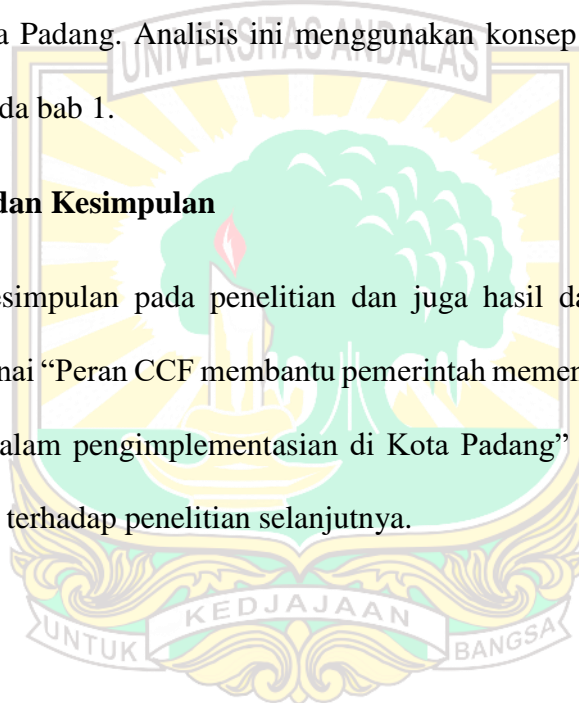 a Padang. Analisis ini menggunakan konsep
UNIVERSITAS ANDALAS
da bab 1.
dan Kesimpulan
esimpulan pada penelitian dan juga hasil da
nai “Peran CCF membantu pemerintah memen
alam pengimplementasian di Kota Padang”
terhadap penelitian selanjutnya.
KEDJAJAAN
UNTUK
BANGSA